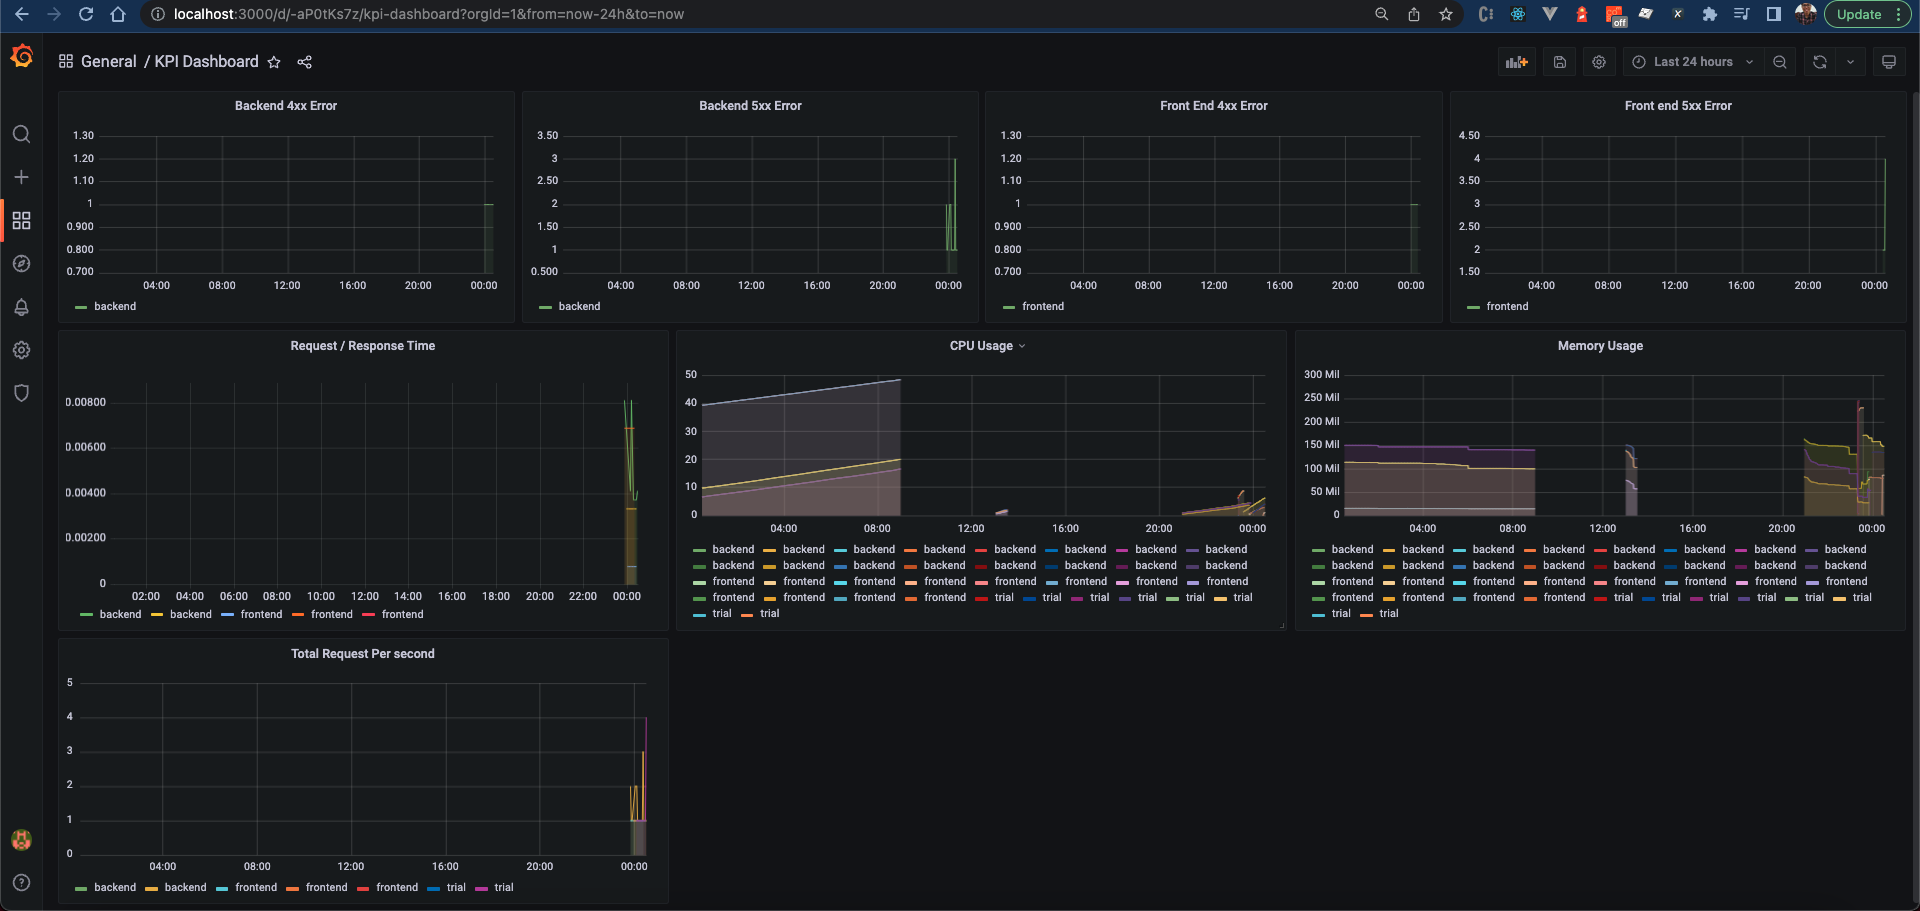 localhost:3000/d/-aP0tKs7z/kpi-dashboard?orgId=1&from=now-24h&to=now
off
Update
General / KPI Dashboard
Last 24 hours
Backend 4xx Error
1.30
1.20
1.10
1
0.900
0.800
0.700
04:00 08:00 12:00 16:00 20:00 00:00
backend
Backend 5xx Error
3.50
3
2.50
2
1.50
1
0.500
04:00 08:00 12:00 16:00 20:00 00:00
backend
Front End 4xx Error
1.30
1.20
1.10
1
0.900
0.800
0.700
04:00 08:00 12:00 16:00 20:00 00:00
frontend
Front end 5xx Error
4.50
4
3.50
3
2.50
2
1.50
04:00 08:00 12:00 16:00 20:00 00:00
frontend
Request / Response Time
0.00800
0.00600
0.00400
0.00200
0
02:00 04:00 06:00 08:00 10:00 12:00 14:00 16:00 18:00 20:00 22:00 00:00
backend backend frontend frontend frontend
CPU Usage
50
40
30
20
10
0
04:00 08:00 12:00 16:00 20:00 00:00
backend backend backend backend backend backend backend backend
backend backend backend backend backend backend backend backend
frontend frontend frontend frontend frontend frontend frontend frontend
frontend frontend frontend frontend trial trial trial trial trial trial
trial trial
Memory Usage
300 Mil
250 Mil
200 Mil
150 Mil
100 Mil
50 Mil
0
04:00 08:00 12:00 16:00 20:00 00:00
backend backend backend backend backend backend backend backend
backend backend backend backend backend backend backend backend
frontend frontend frontend frontend frontend frontend frontend frontend
frontend frontend frontend frontend trial trial trial trial trial trial
trial trial
Total Request Per second
5
4
3
2
1
0
04:00 08:00 12:00 16:00 20:00 00:00
backend backend frontend frontend frontend trial trial